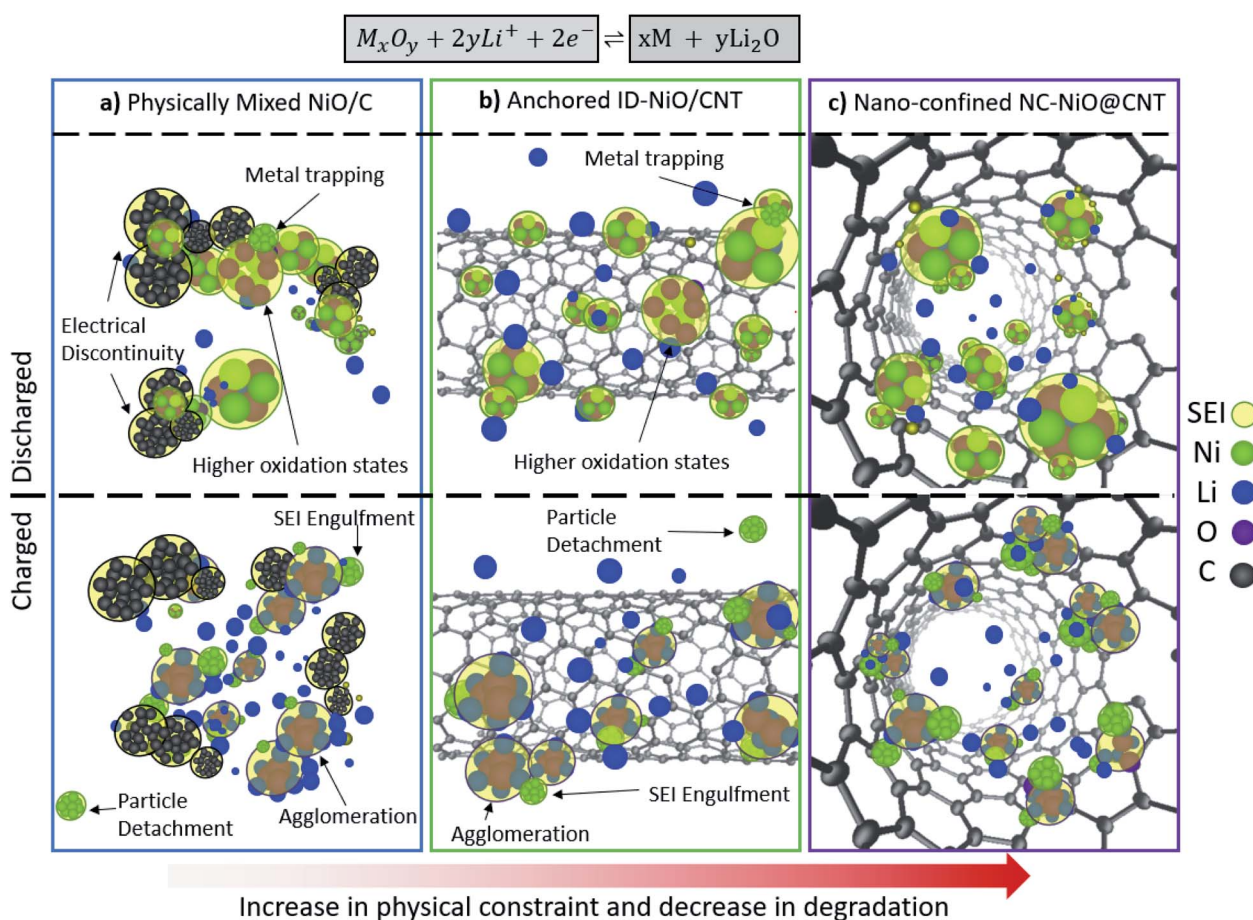 MₓOᵧ + 2yLi⁺ + 2e⁻ ⇌ xM + yLi₂O
a) Physically Mixed NiO/C
b) Anchored ID-NiO/CNT
c) Nano-confined NC-NiO@CNT
Discharged
Metal trapping
Electrical
Discontinuity
Higher oxidation states
Metal trapping
Higher oxidation states
SEI
Ni
Li
O
C
Charged
SEI Engulfment
Particle
Detachment
Agglomeration
Particle
Detachment
SEI Engulfment
Agglomeration
Increase in physical constraint and decrease in degradation